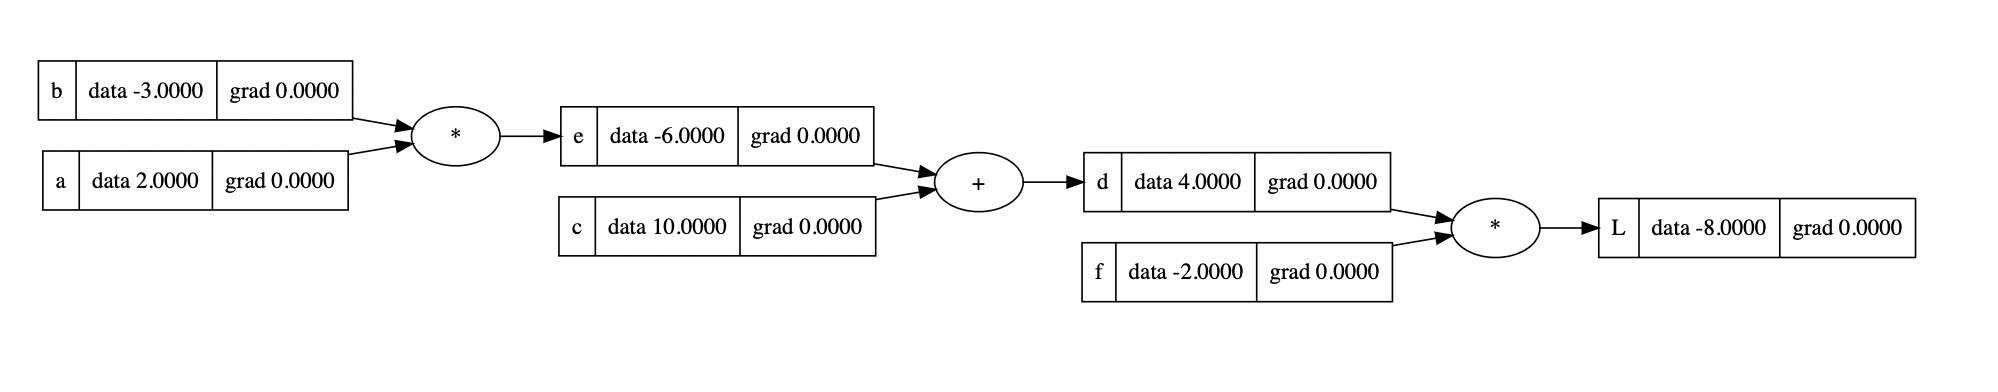 b data -3.0000 grad 0.0000
*
a data 2.0000 grad 0.0000
e data -6.0000 grad 0.0000
+
c data 10.0000 grad 0.0000
d data 4.0000 grad 0.0000
*
f data -2.0000 grad 0.0000
L data -8.0000 grad 0.0000